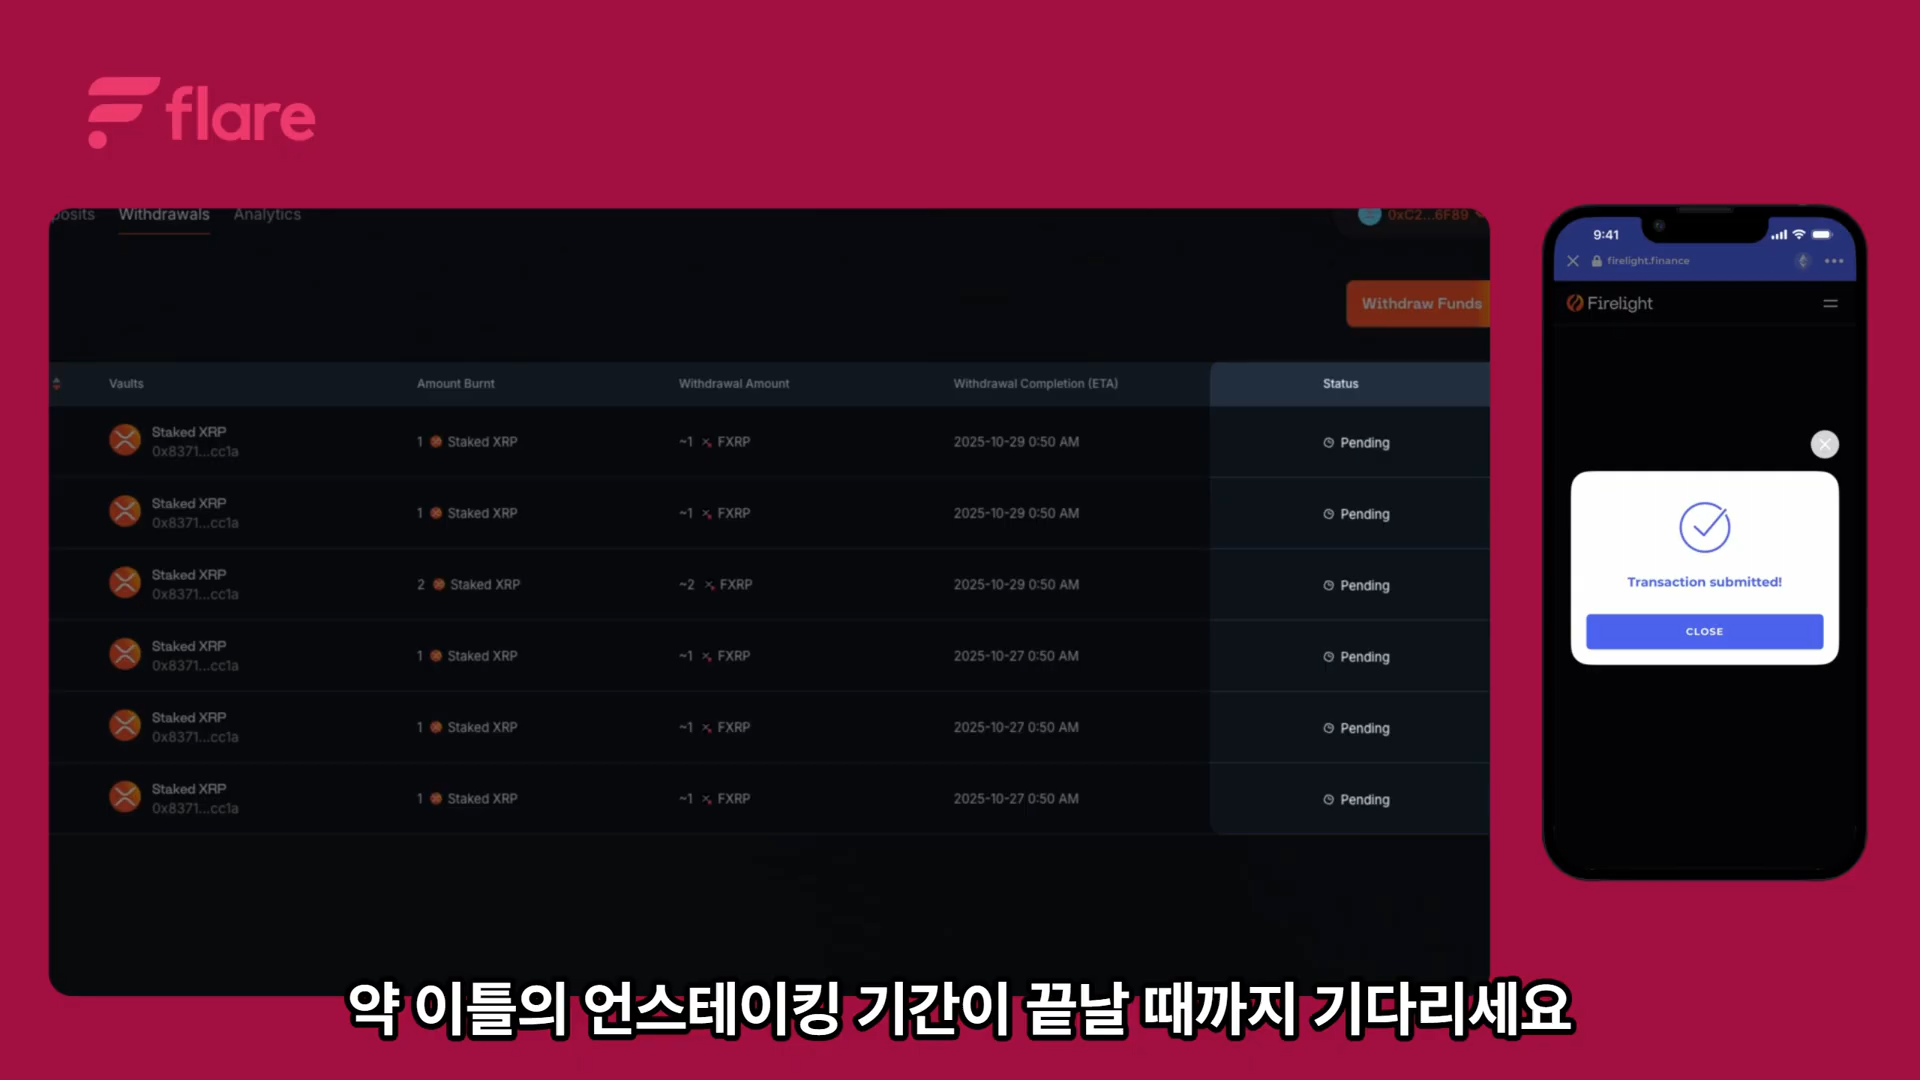 flare
posits Withdrawals Analytics 0xC2...6F89
Withdraw Funds
Vaults Amount Burnt Withdrawal Amount Withdrawal Completion (ETA) Status
Staked XRP
0x8371...cc1a
1 Staked XRP ~1 FXRP 2025-10-29 0:50 AM Pending
Staked XRP
0x8371...cc1a
1 Staked XRP ~1 FXRP 2025-10-29 0:50 AM Pending
Staked XRP
0x8371...cc1a
2 Staked XRP ~2 FXRP 2025-10-29 0:50 AM Pending
Staked XRP
0x8371...cc1a
1 Staked XRP ~1 FXRP 2025-10-27 0:50 AM Pending
Staked XRP
0x8371...cc1a
1 Staked XRP ~1 FXRP 2025-10-27 0:50 AM Pending
Staked XRP
0x8371...cc1a
1 Staked XRP ~1 FXRP 2025-10-27 0:50 AM Pending
9:41
firelight.finance
Firelight
Transaction submitted!
CLOSE
약 이틀의 언스테이킹 기간이 끝날 때까지 기다리세요